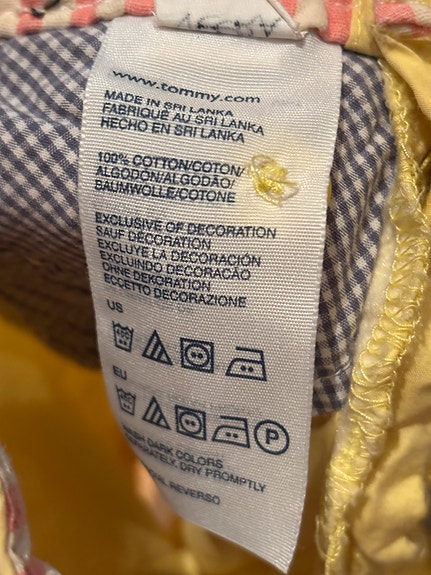 www.tommy.com
MADE IN SRI LANKA
FABRIQUÉ AU SRI LANKA
HECHO EN SRI LANKA
100% COTTON/COTON/
ALGODÓN/ALGODÃO/
BAUMWOLLE/COTONE
EXCLUSIVE OF DECORATION
SAUF DÉCORATION
EXCLUYE LA DECORACIÓN
EXCLUINDO DECORACÃO
OHNE DEKORATION
ECCETTO DECORAZIONE
US
EU
P
DARK COLORS
DRY PROMPTLY
REVERSO